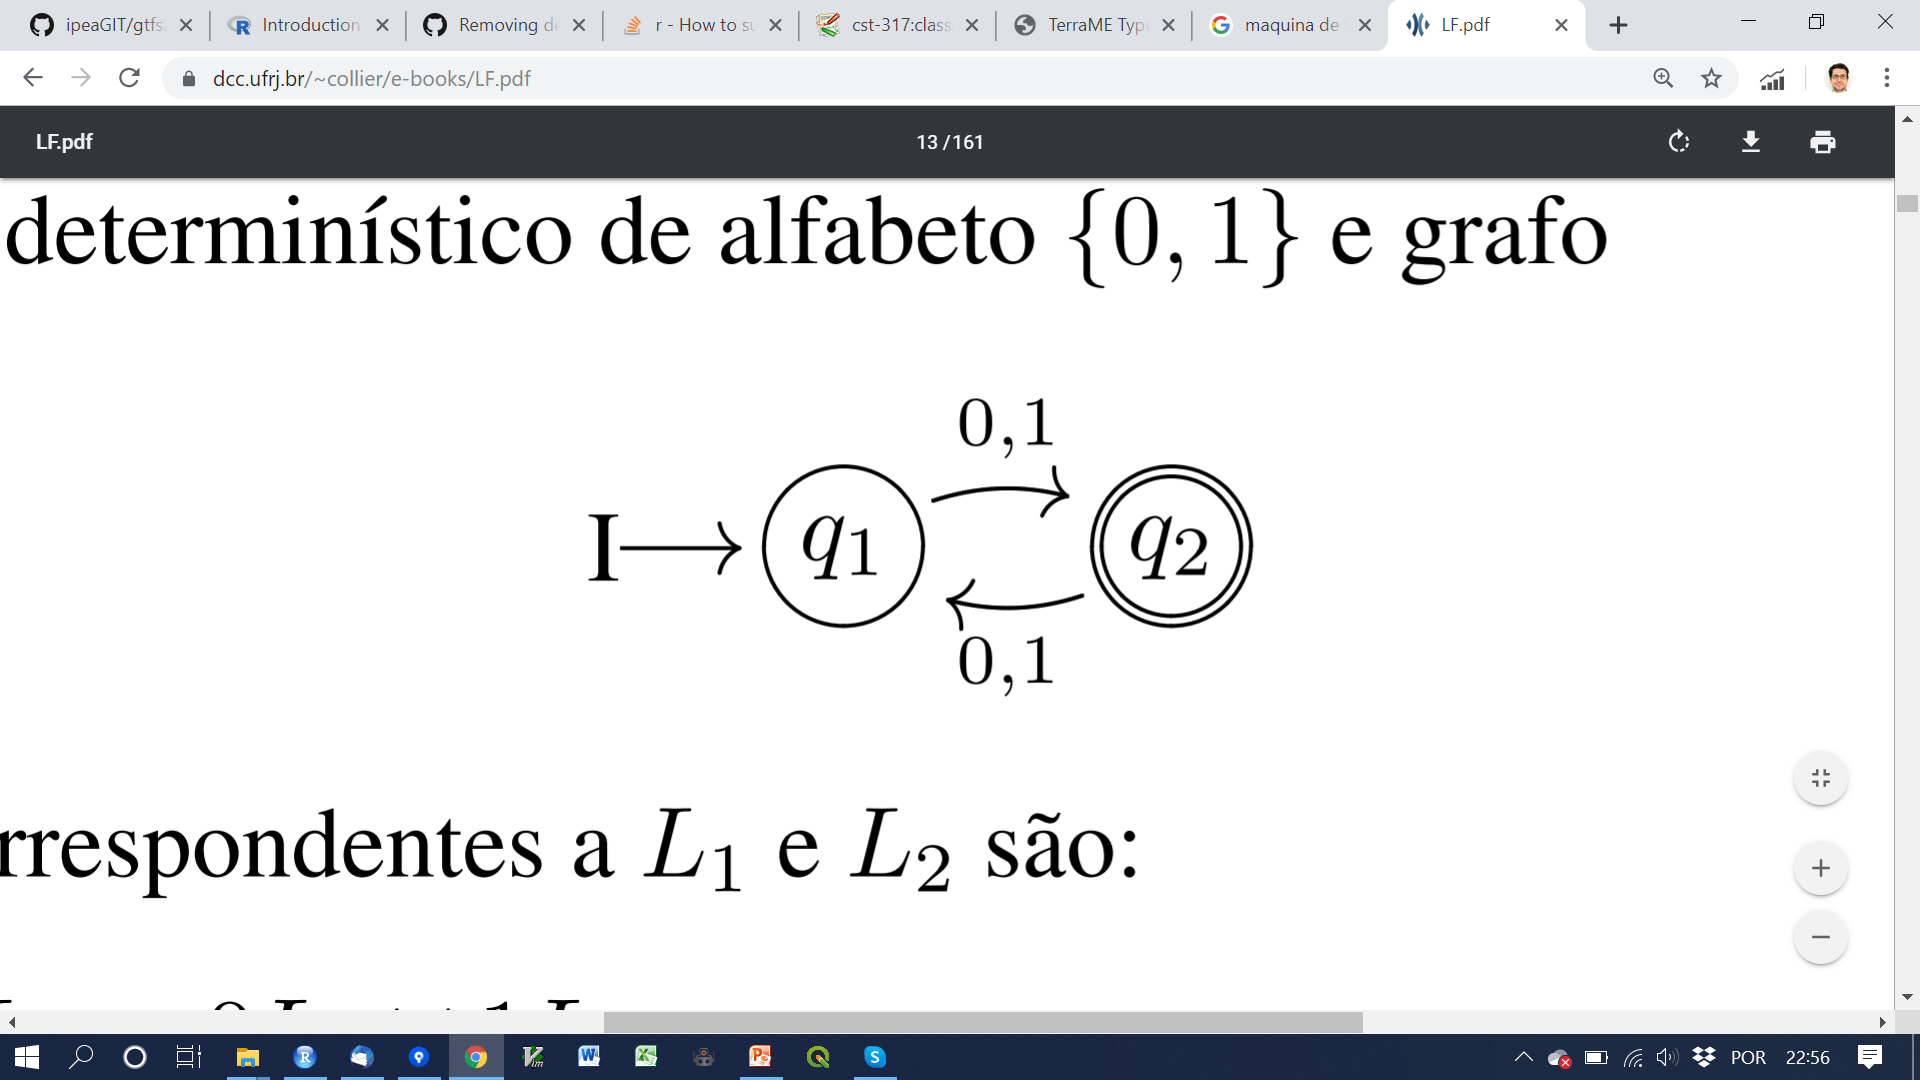 ipeaGIT/gtfs
Introduction
Removing de
r - How to su
cst-317:class
TerraME Type
maquina de
LF.pdf
dcc.ufrj.br/~collier/e-books/LF.pdf
LF.pdf
13 / 161
determinístico de alfabeto {0, 1} e grafo
0,1
I
q1
q2
0,1
rrespondentes a L1 e L2 são:
POR
22:56